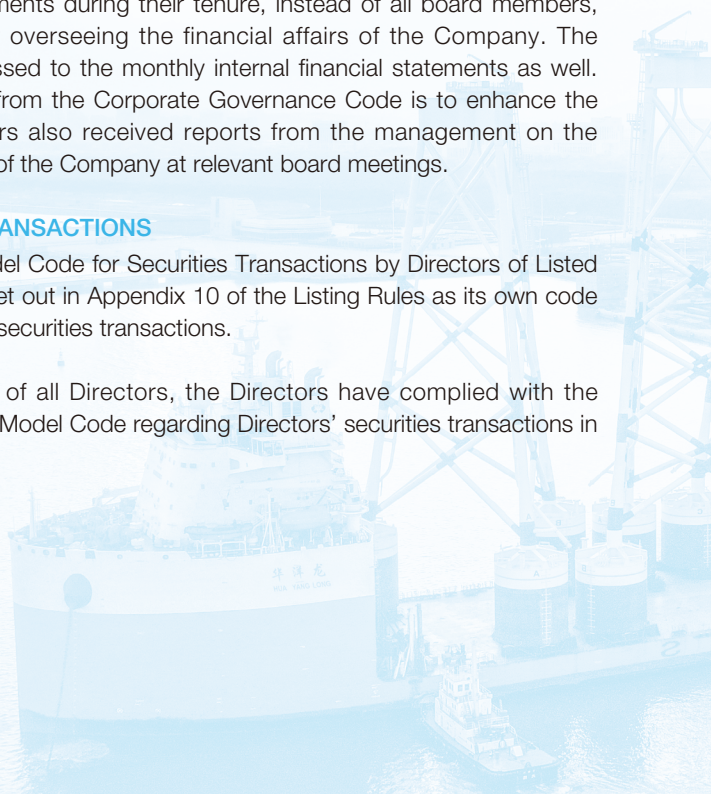 ments during their tenure, instead of all board members,
overseeing the financial affairs of the Company. The
ssed to the monthly internal financial statements as well.
from the Corporate Governance Code is to enhance the
rs also received reports from the management on the
of the Company at relevant board meetings.
ANSACTIONS
del Code for Securities Transactions by Directors of Listed
et out in Appendix 10 of the Listing Rules as its own code
securities transactions.
of all Directors, the Directors have complied with the
Model Code regarding Directors’ securities transactions in
华洋龙
A